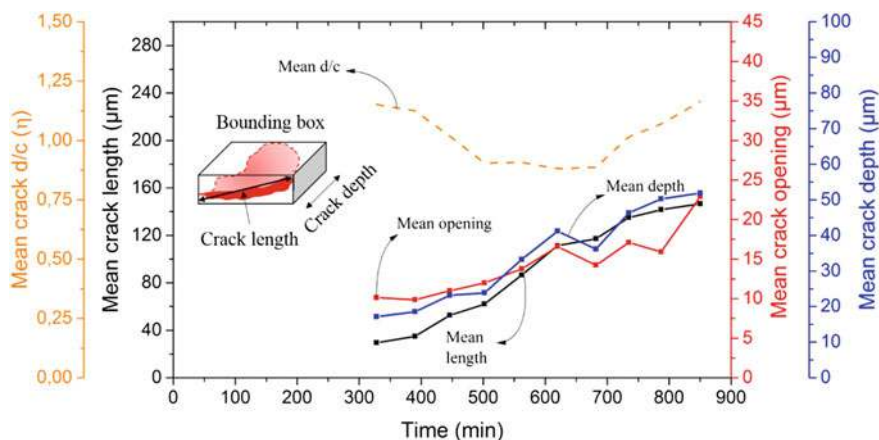 1,50
1,25
1,00
0,75
0,50
0,25
0,00
Mean crack d/c (η)
280
240
200
160
120
80
40
0
Mean crack length (μm)
Mean d/c
Bounding box
Crack depth
Crack length
Mean opening
Mean depth
Mean
length
0 100 200 300 400 500 600 700 800 900
Time (min)
45
40
35
30
25
20
15
10
5
0
Mean crack opening (μm)
100
90
80
70
60
50
40
30
20
10
0
Mean crack depth (μm)